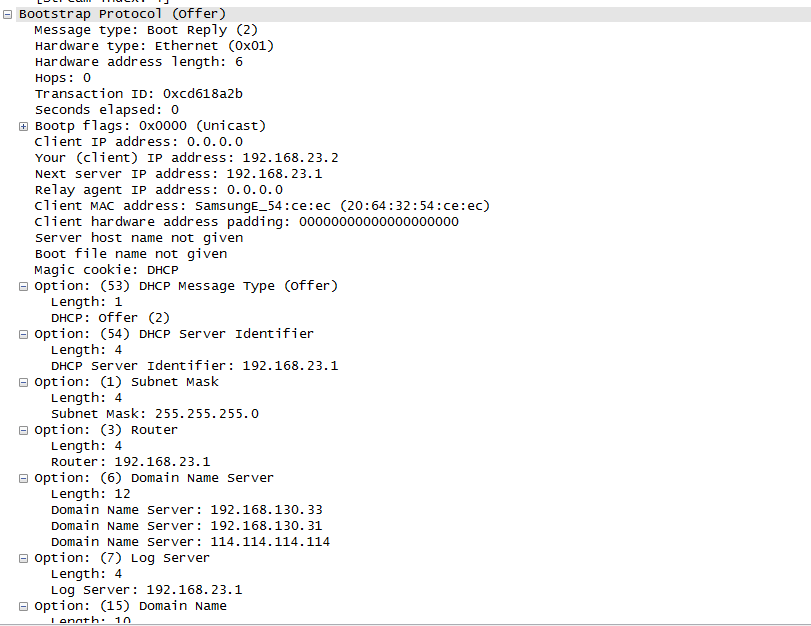 Bootstrap Protocol (Offer)
Message type: Boot Reply (2)
Hardware type: Ethernet (0x01)
Hardware address length: 6
Hops: 0
Transaction ID: 0xcd618a2b
Seconds elapsed: 0
Bootp flags: 0x0000 (Unicast)
Client IP address: 0.0.0.0
Your (client) IP address: 192.168.23.2
Next server IP address: 192.168.23.1
Relay agent IP address: 0.0.0.0
Client MAC address: SamsungE_54:ce:ec (20:64:32:54:ce:ec)
Client hardware address padding: 00000000000000000000
Server host name not given
Boot file name not given
Magic cookie: DHCP
Option: (53) DHCP Message Type (Offer)
Length: 1
DHCP: Offer (2)
Option: (54) DHCP Server Identifier
Length: 4
DHCP Server Identifier: 192.168.23.1
Option: (1) Subnet Mask
Length: 4
Subnet Mask: 255.255.255.0
Option: (3) Router
Length: 4
Router: 192.168.23.1
Option: (6) Domain Name Server
Length: 12
Domain Name Server: 192.168.130.33
Domain Name Server: 192.168.130.31
Domain Name Server: 114.114.114.114
Option: (7) Log Server
Length: 4
Log Server: 192.168.23.1
Option: (15) Domain Name
Length: 10